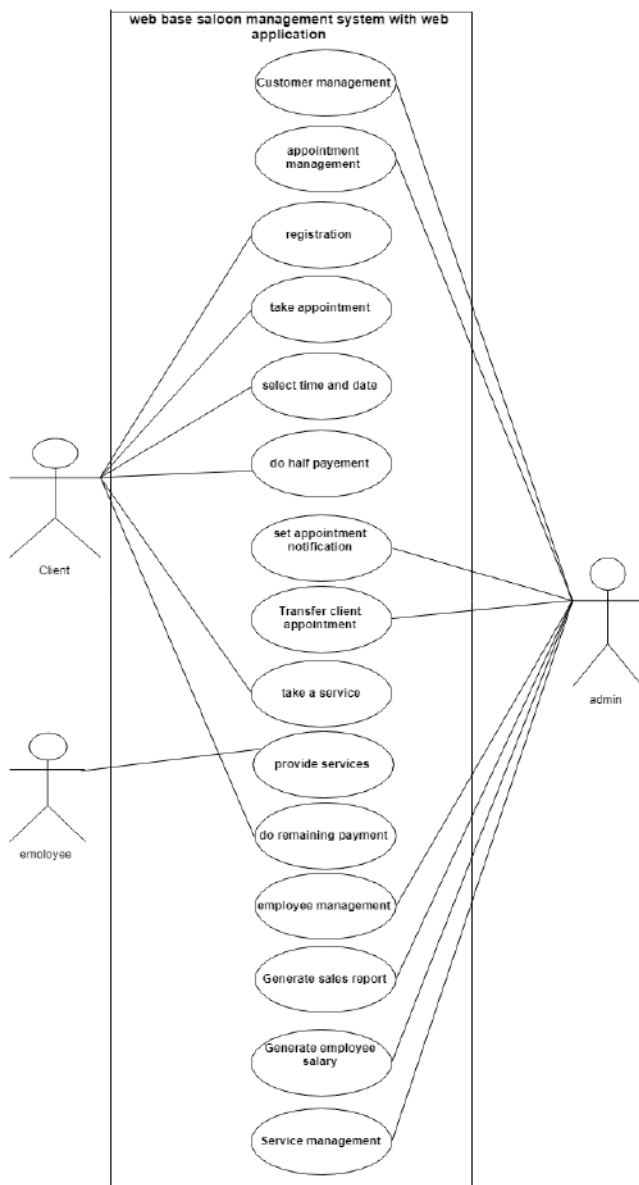 web base saloon management system with web
application
Customer management
appointment
management
registration
take appointment
select time and date
do half payement
Client
set appointment
notification
Transfer client
appointment
admin
take a service
provide services
emoloyee
do remaining payment
employee management
Generate sales report
Generate employee
salary
Service management